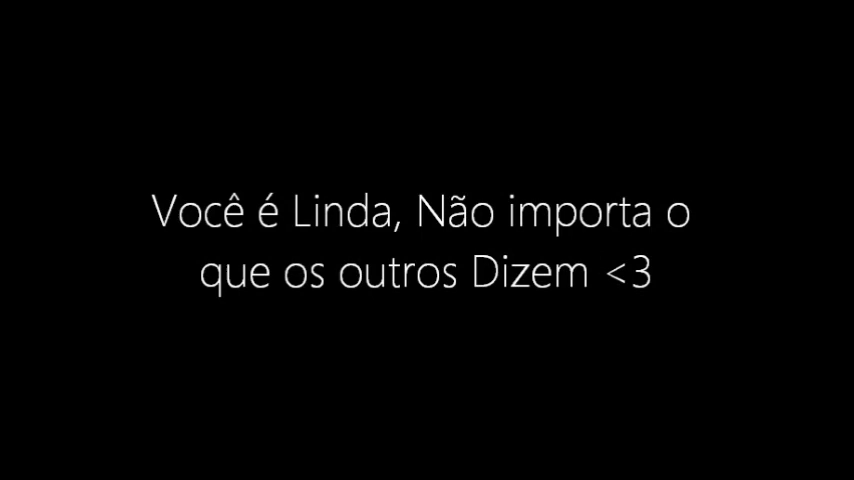 Você é Linda, Não importa o
que os outros Dizem <3